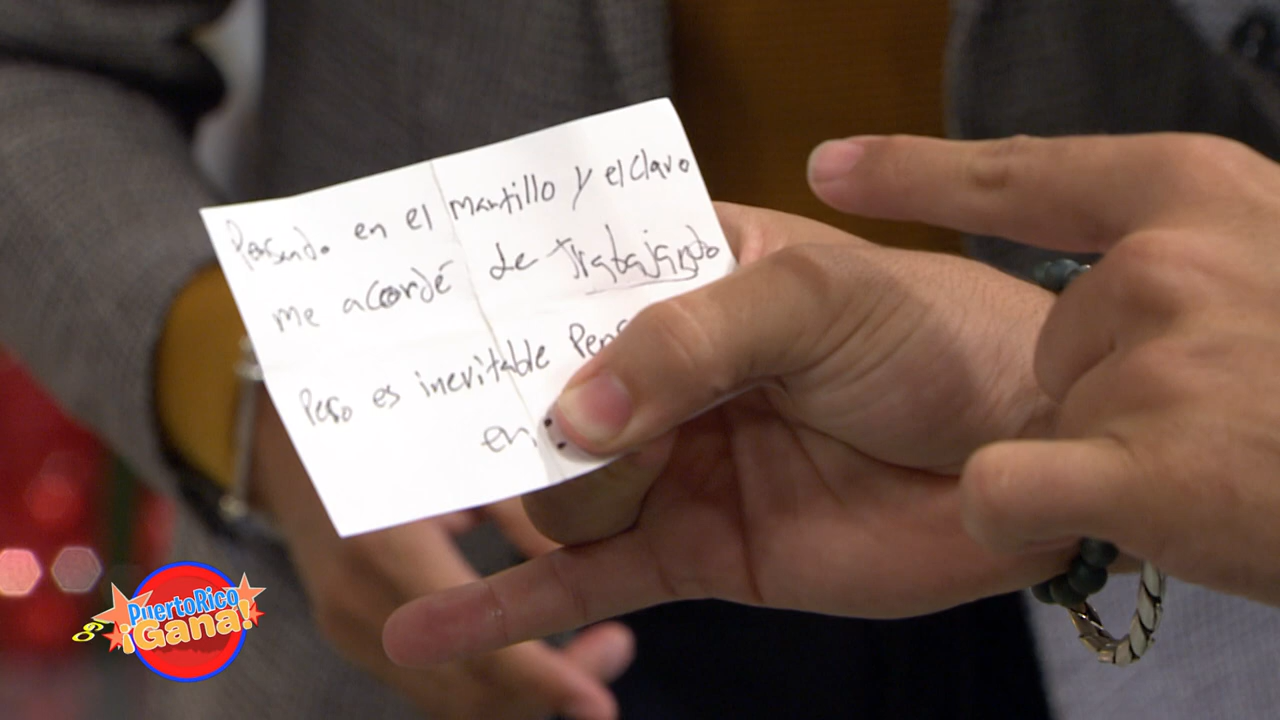 Pensando en el Martillo y el Clavo
me acordé de Trabajando
Pero es inevitable
en
PuertoRico
¡Gana!